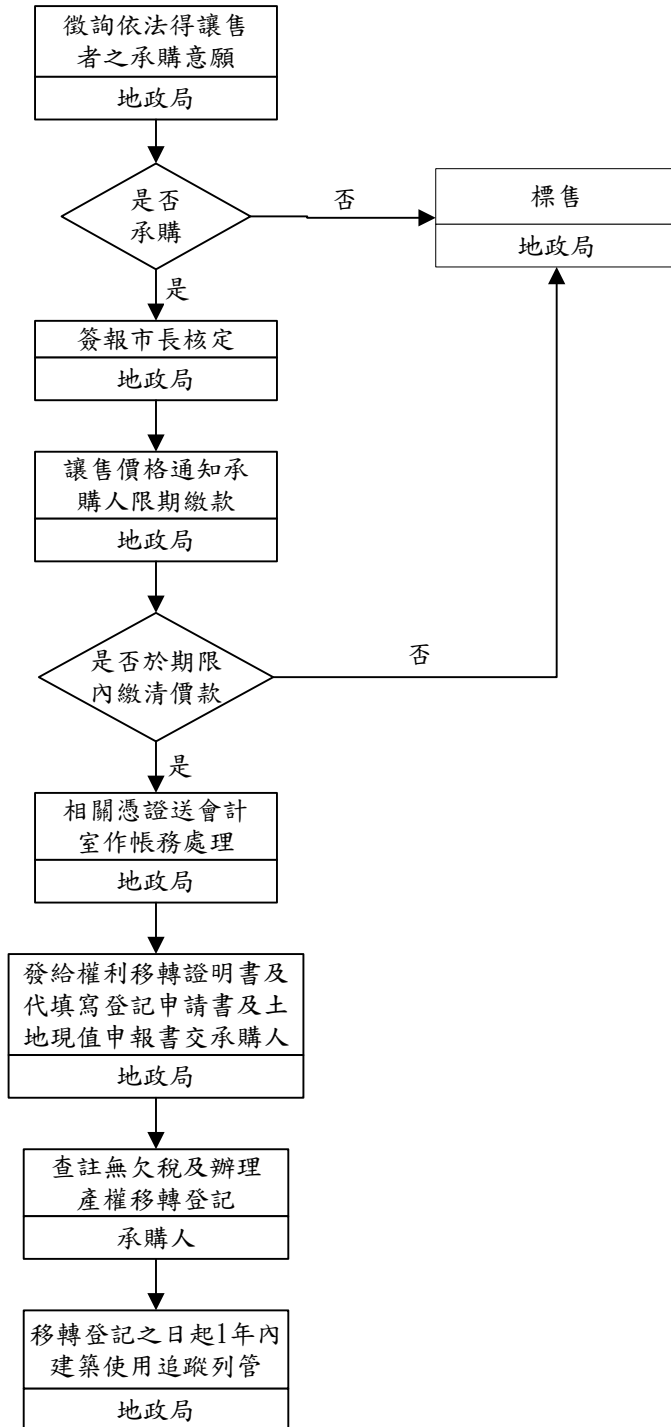 徵詢依法得讓售
者之承購意願
地政局
是否
承購
否
標售
地政局
是
簽報市長核定
地政局
讓售價格通知承
購人限期繳款
地政局
是否於期限
內繳清價款
否
是
相關憑證送會計
室作帳務處理
地政局
發給權利移轉證明書及
代填寫登記申請書及土
地現值申報書交承購人
地政局
查註無欠稅及辦理
產權移轉登記
承購人
移轉登記之日起1年內
建築使用追蹤列管
地政局